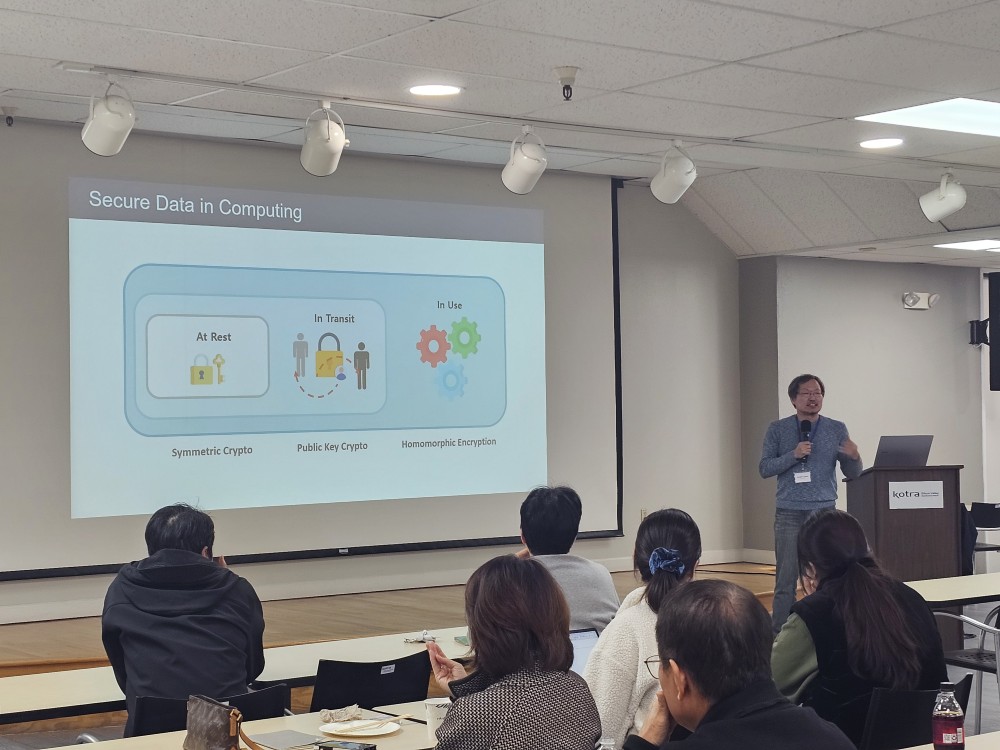 Secure Data in Computing
In Use
In Transit
At Rest
Symmetric Crypto
Public Key Crypto
Homomorphic Encryption
kotra